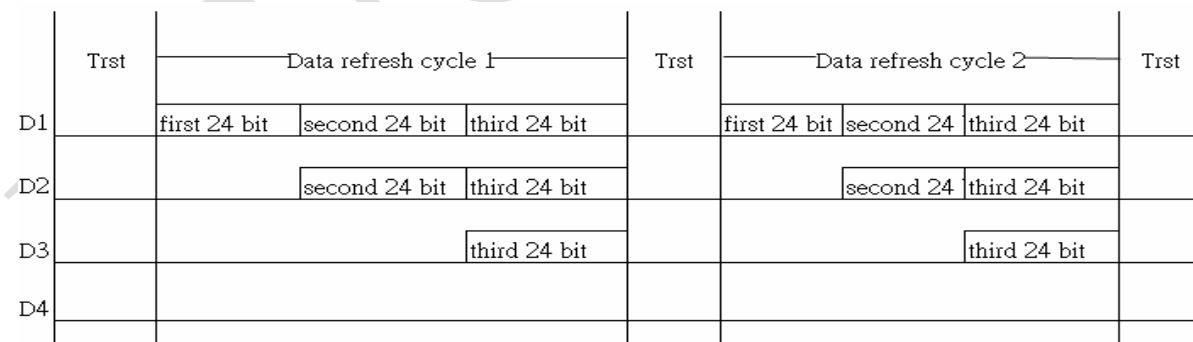 Trst Data refresh cycle 1 Trst Data refresh cycle 2 Trst
D1 first 24 bit second 24 bit third 24 bit first 24 bit second 24 third 24 bit
D2 second 24 bit third 24 bit second 24 third 24 bit
D3 third 24 bit third 24 bit
D4